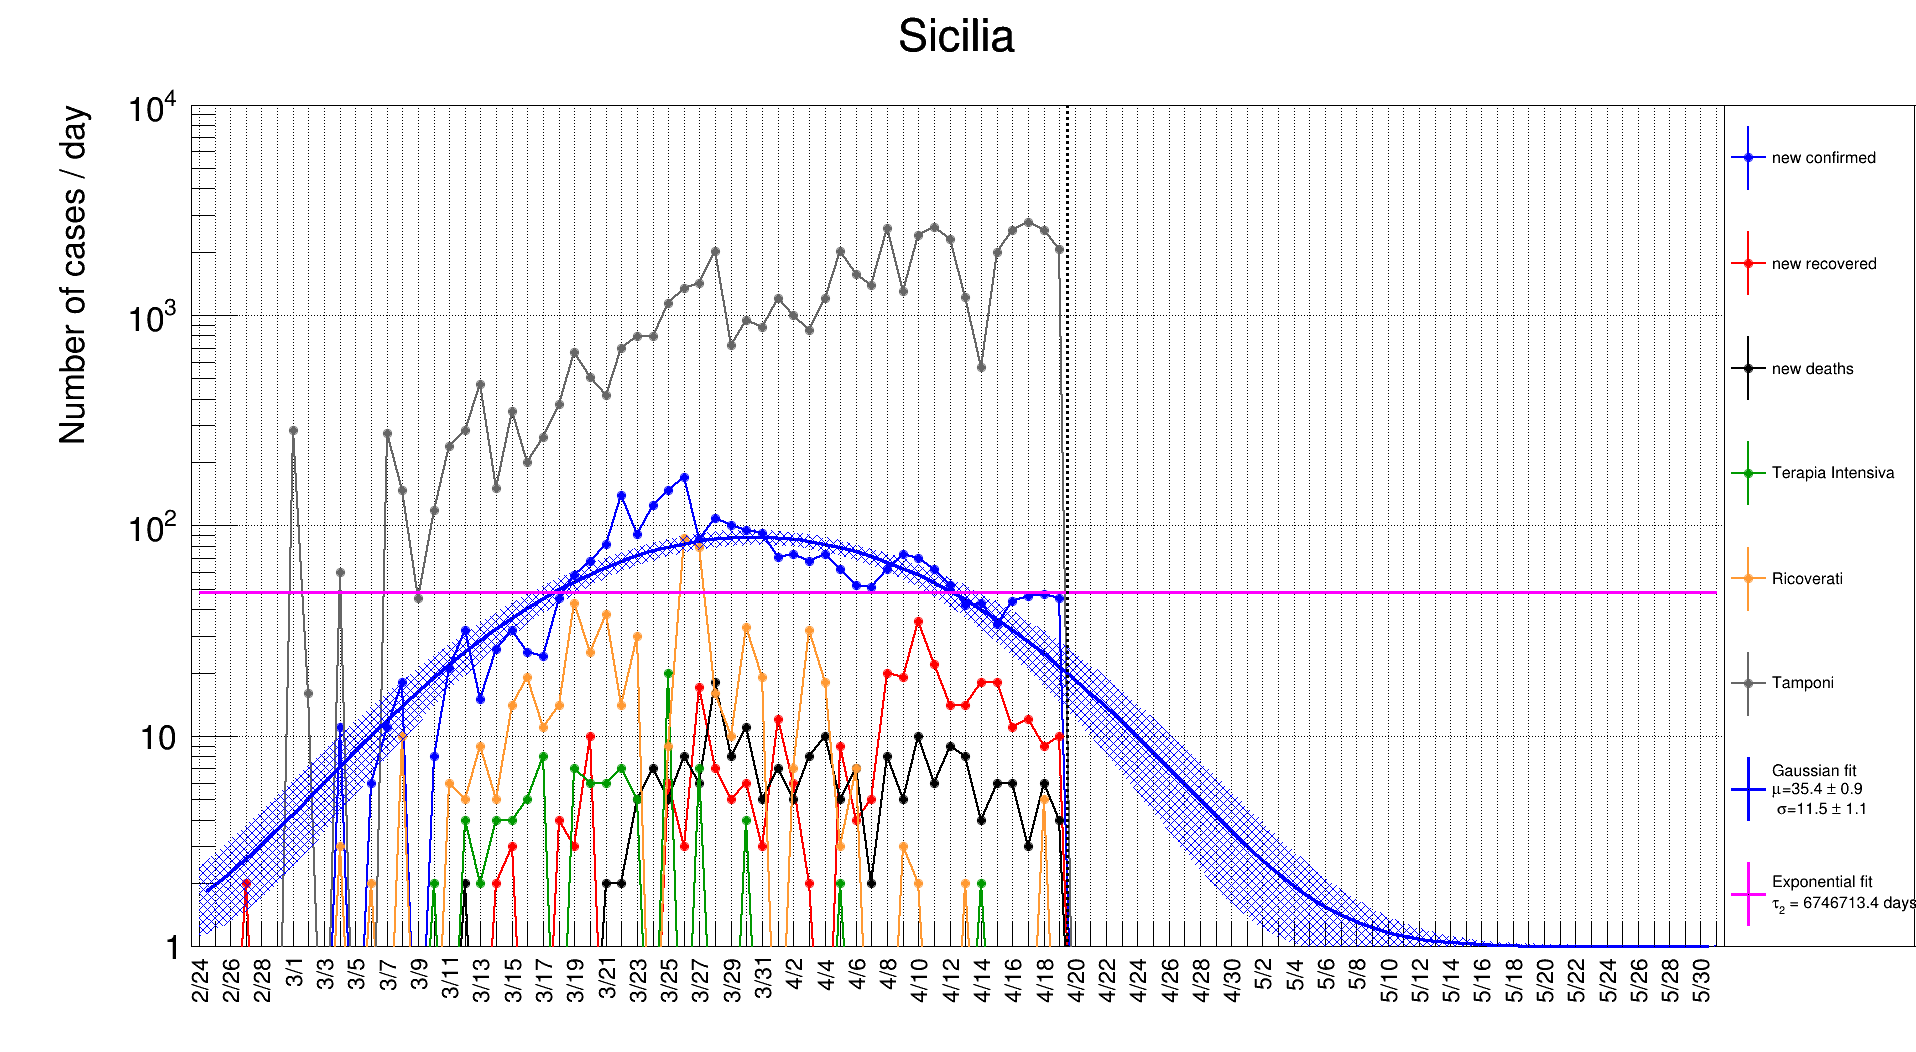 Sicilia
Number of cases / day
10⁴
10³
10²
10
1
2/24 2/26 2/28 3/1 3/3 3/5 3/7 3/9 3/11 3/13 3/15 3/17 3/19 3/21 3/23 3/25 3/27 3/29 3/31 4/2 4/4 4/6 4/8 4/10 4/12 4/14 4/16 4/18 4/20 4/22 4/24 4/26 4/28 4/30 5/2 5/4 5/6 5/8 5/10 5/12 5/14 5/16 5/18 5/20 5/22 5/24 5/26 5/28 5/30
new confirmed
new recovered
new deaths
Terapia Intensiva
Ricoverati
Tamponi
Gaussian fit
μ=35.4 ± 0.9
σ=11.5 ± 1.1
Exponential fit
τ₂ = 6746713.4 days